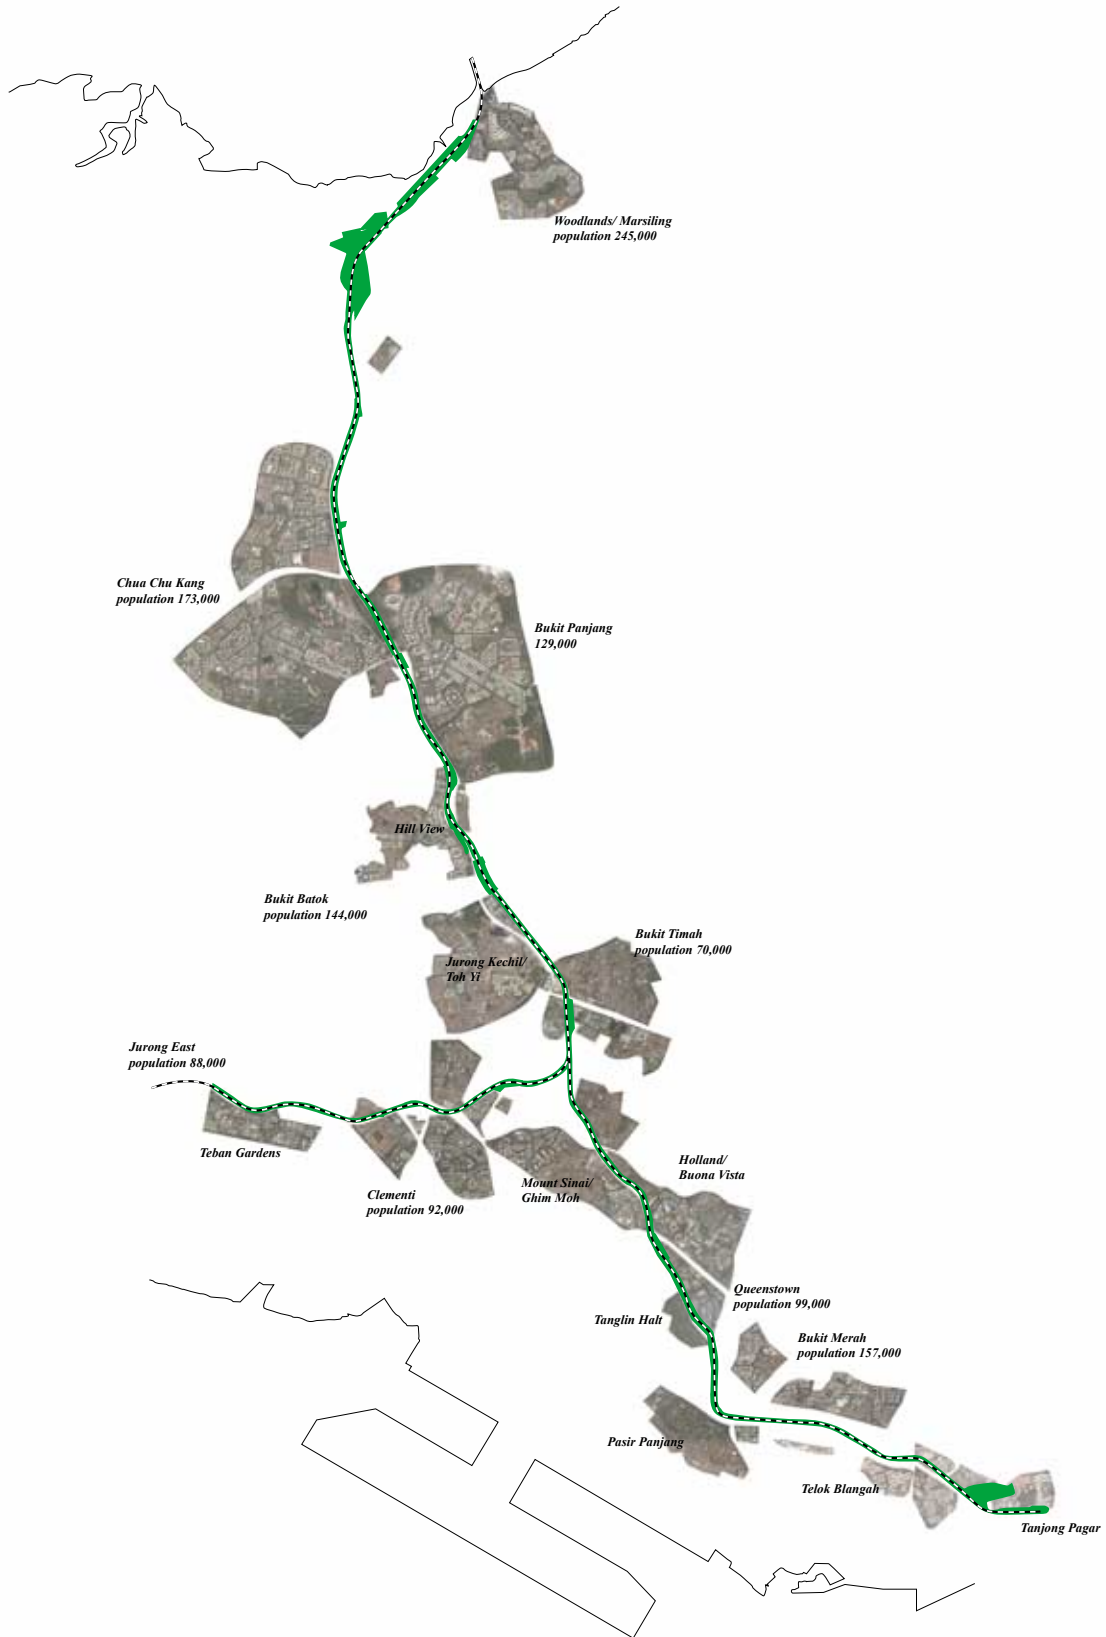 Woodlands/ Marsiling
population 245,000
Chua Chu Kang
population 173,000
Bukit Panjang
129,000
Hill View
Bukit Batok
population 144,000
Bukit Timah
population 70,000
Jurong Kechil/
Toh Yi
Jurong East
population 88,000
Teban Gardens
Clementi
population 92,000
Mount Sinai/
Ghim Moh
Holland/
Buona Vista
Queenstown
population 99,000
Tanglin Halt
Bukit Merah
population 157,000
Pasir Panjang
Telok Blangah
Tanjong Pagar